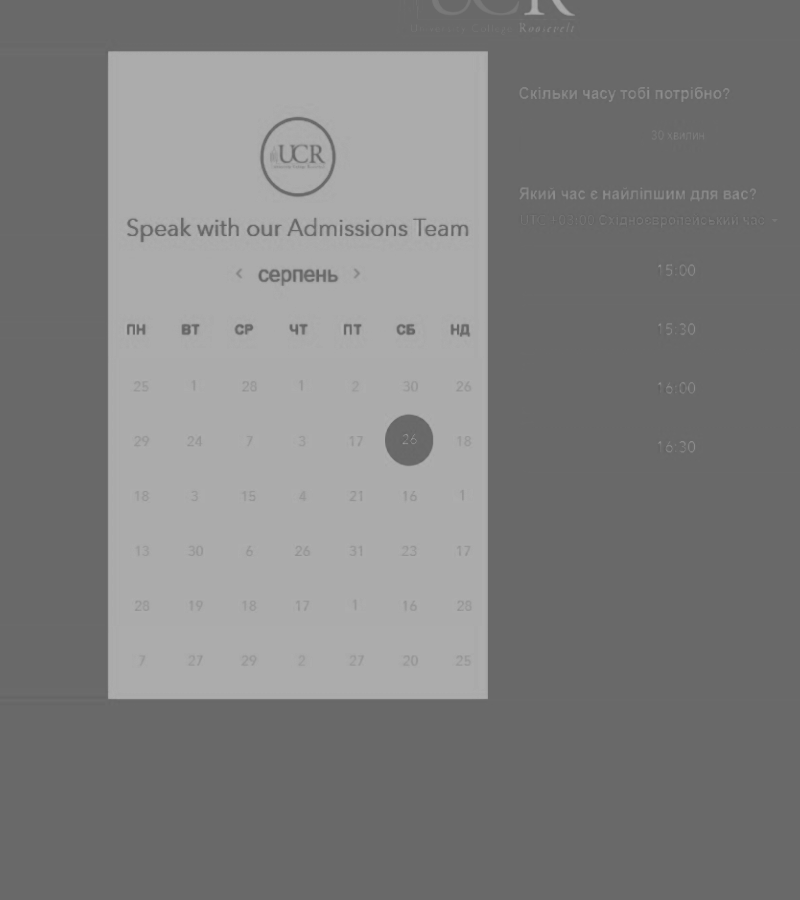 UCR
University College Roosevelt
UCR
Speak with our Admissions Team
‹ серпень ›
ПН ВТ СР ЧТ ПТ СБ НД
25 1 28 1 2 30 26
29 24 7 3 17 26 18
18 3 15 4 21 16 1
13 30 6 26 31 23 17
28 19 18 17 1 16 28
7 27 29 2 27 20 25
Скільки часу тобі потрібно?
30 хвилин
Який час є найліпшим для вас?
UTC +03:00 Східноєвропейський час
15:00
15:30
16:00
16:30